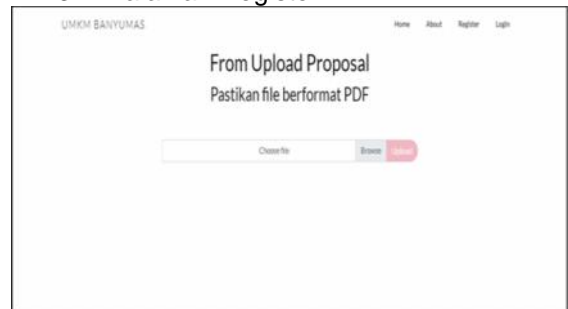 UMKM BANYUMAS
Home About Register Login
From Upload Proposal
Pastikan file berformat PDF
Choose file Browse Upload